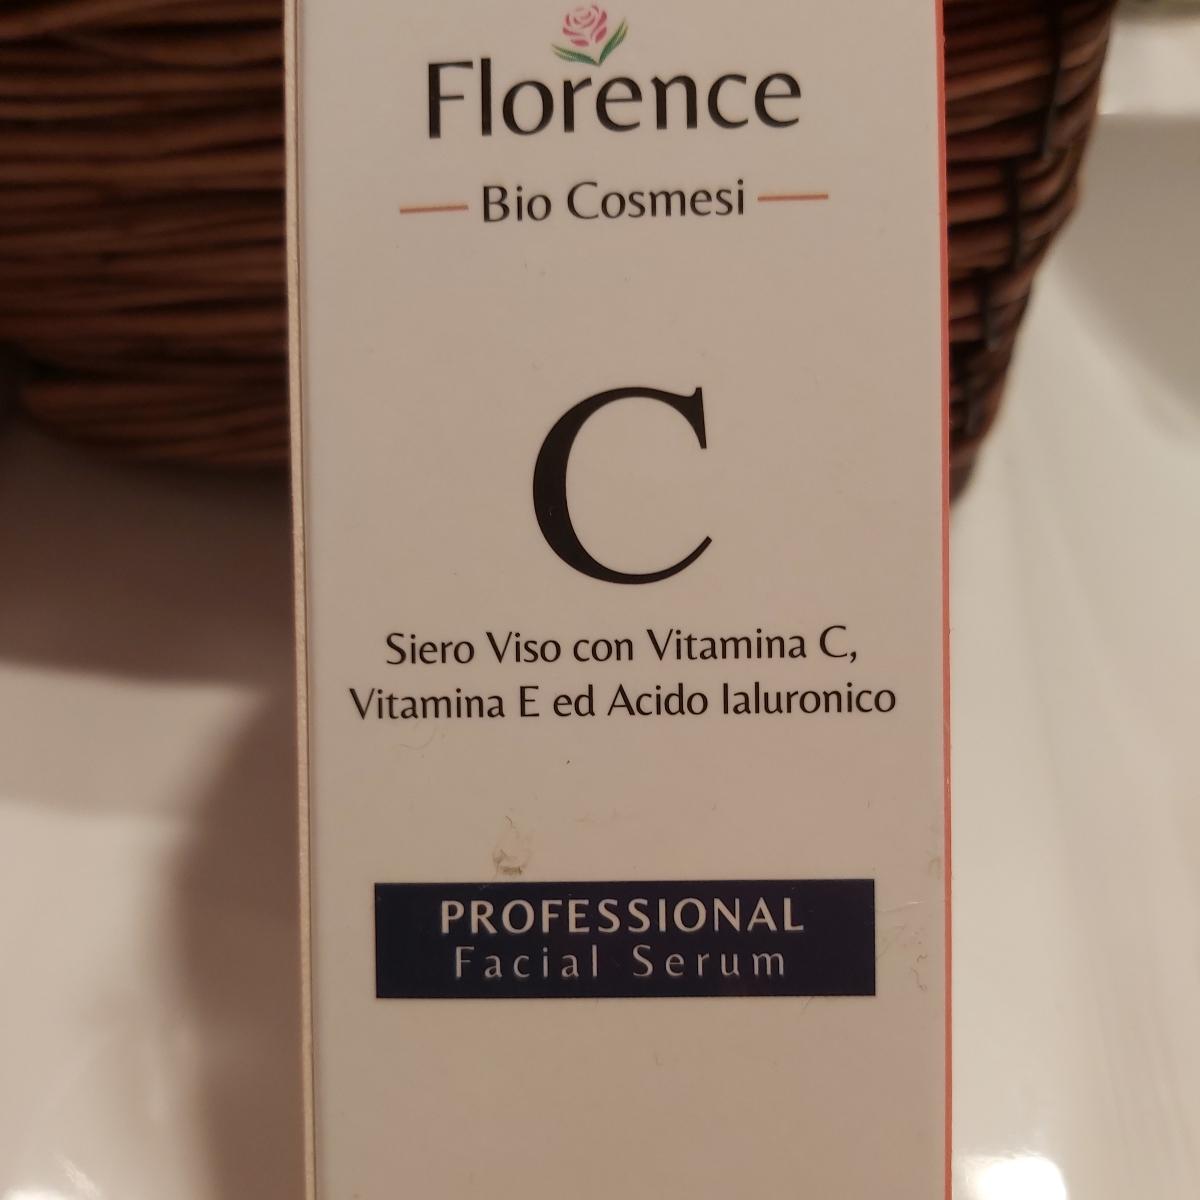 Florence
Bio Cosmesi
C
Siero Viso con Vitamina C,
Vitamina E ed Acido Ialuronico
PROFESSIONAL
Facial Serum